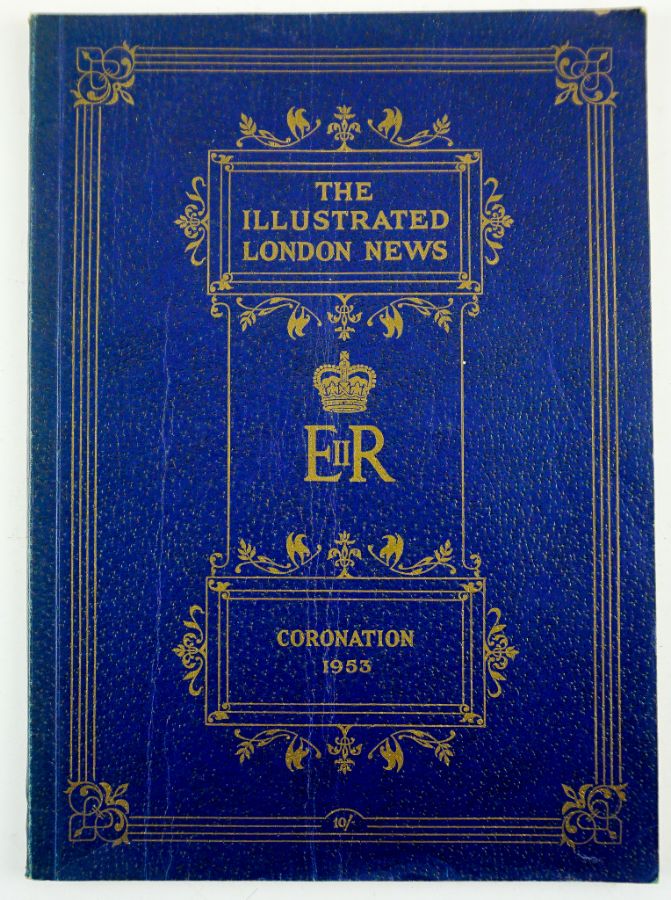 THE
ILLUSTRATED
LONDON NEWS
EIIR
CORONATION
1953
10/-